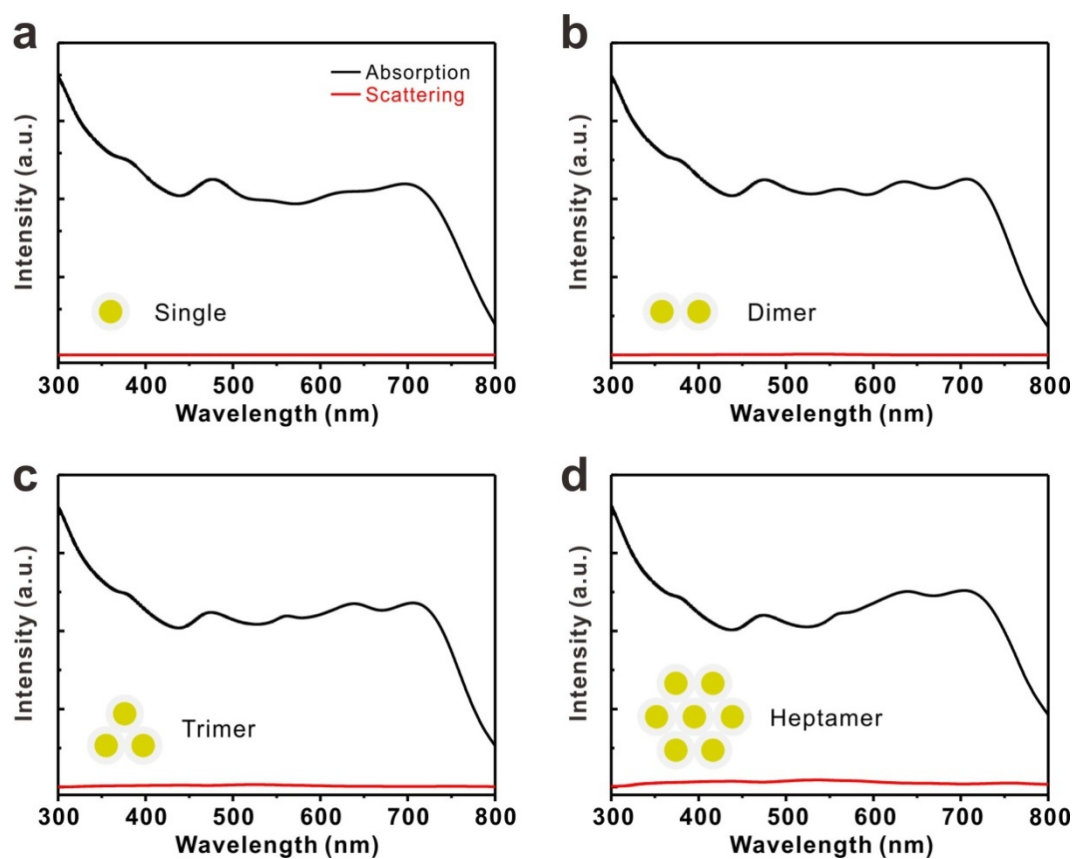 a
Intensity (a.u.)
Absorption
Scattering
Single
300 400 500 600 700 800
Wavelength (nm)
b
Intensity (a.u.)
Dimer
300 400 500 600 700 800
Wavelength (nm)
c
Intensity (a.u.)
Trimer
300 400 500 600 700 800
Wavelength (nm)
d
Intensity (a.u.)
Heptamer
300 400 500 600 700 800
Wavelength (nm)